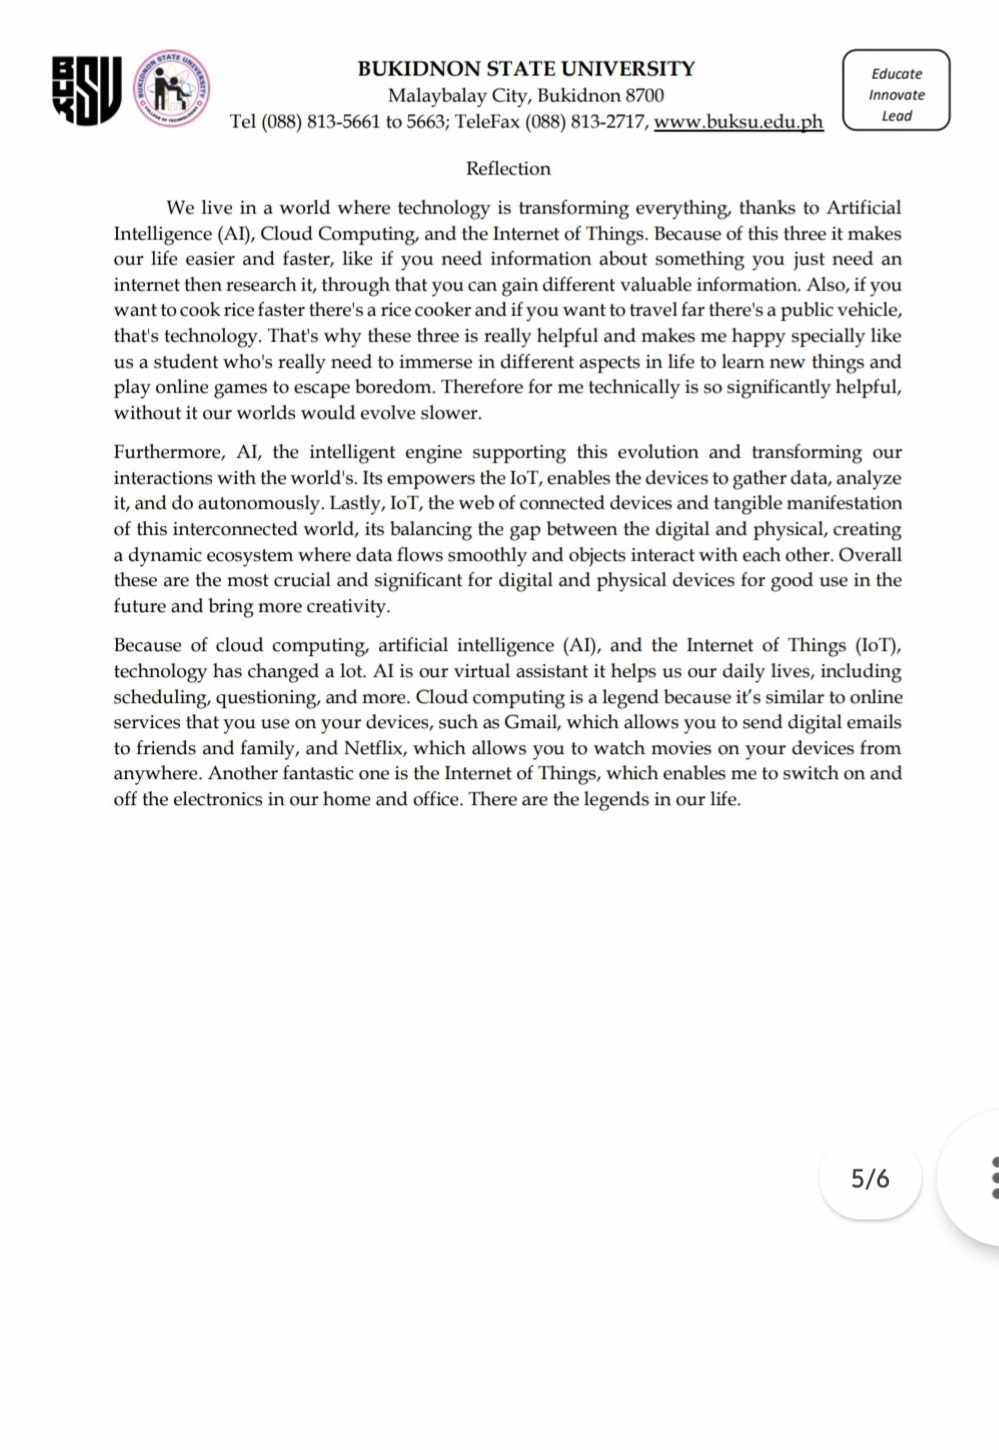 BUKSU
BUKIDNON STATE UNIVERSITY
BUKIDNON STATE UNIVERSITY
Malaybalay City, Bukidnon 8700
Tel (088) 813-5661 to 5663; TeleFax (088) 813-2717, www.buksu.edu.ph
Educate
Innovate
Lead
Reflection
We live in a world where technology is transforming everything, thanks to Artificial
Intelligence (AI), Cloud Computing, and the Internet of Things. Because of this three it makes
our life easier and faster, like if you need information about something you just need an
internet then research it, through that you can gain different valuable information. Also, if you
want to cook rice faster there's a rice cooker and if you want to travel far there's a public vehicle,
that's technology. That's why these three is really helpful and makes me happy specially like
us a student who's really need to immerse in different aspects in life to learn new things and
play online games to escape boredom. Therefore for me technically is so significantly helpful,
without it our worlds would evolve slower.
Furthermore, AI, the intelligent engine supporting this evolution and transforming our
interactions with the world's. Its empowers the IoT, enables the devices to gather data, analyze
it, and do autonomously. Lastly, IoT, the web of connected devices and tangible manifestation
of this interconnected world, its balancing the gap between the digital and physical, creating
a dynamic ecosystem where data flows smoothly and objects interact with each other. Overall
these are the most crucial and significant for digital and physical devices for good use in the
future and bring more creativity.
Because of cloud computing, artificial intelligence (AI), and the Internet of Things (IoT),
technology has changed a lot. AI is our virtual assistant it helps us our daily lives, including
scheduling, questioning, and more. Cloud computing is a legend because it's similar to online
services that you use on your devices, such as Gmail, which allows you to send digital emails
to friends and family, and Netflix, which allows you to watch movies on your devices from
anywhere. Another fantastic one is the Internet of Things, which enables me to switch on and
off the electronics in our home and office. There are the legends in our life.
5/6